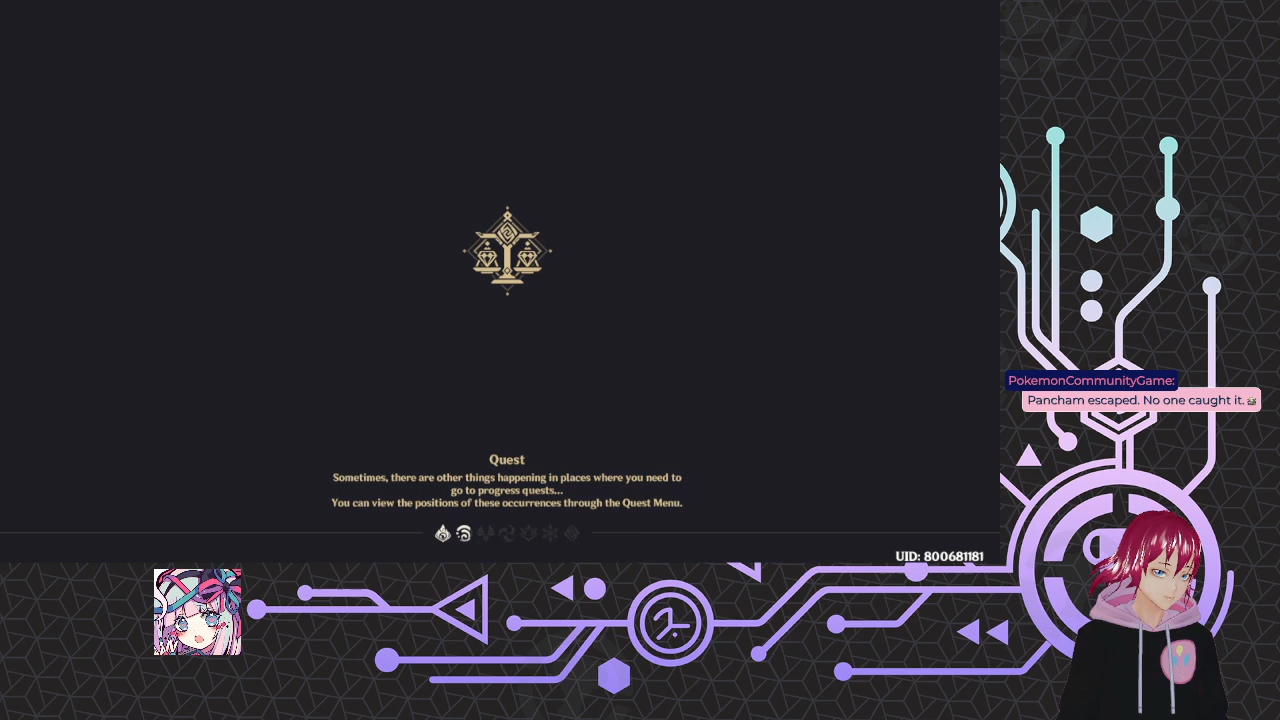 PokemonCommunityGame:
Pancham escaped. No one caught it.
Quest
Sometimes, there are other things happening in places where you need to
go to progress quests...
You can view the positions of these occurrences through the Quest Menu.
UID: 800681181